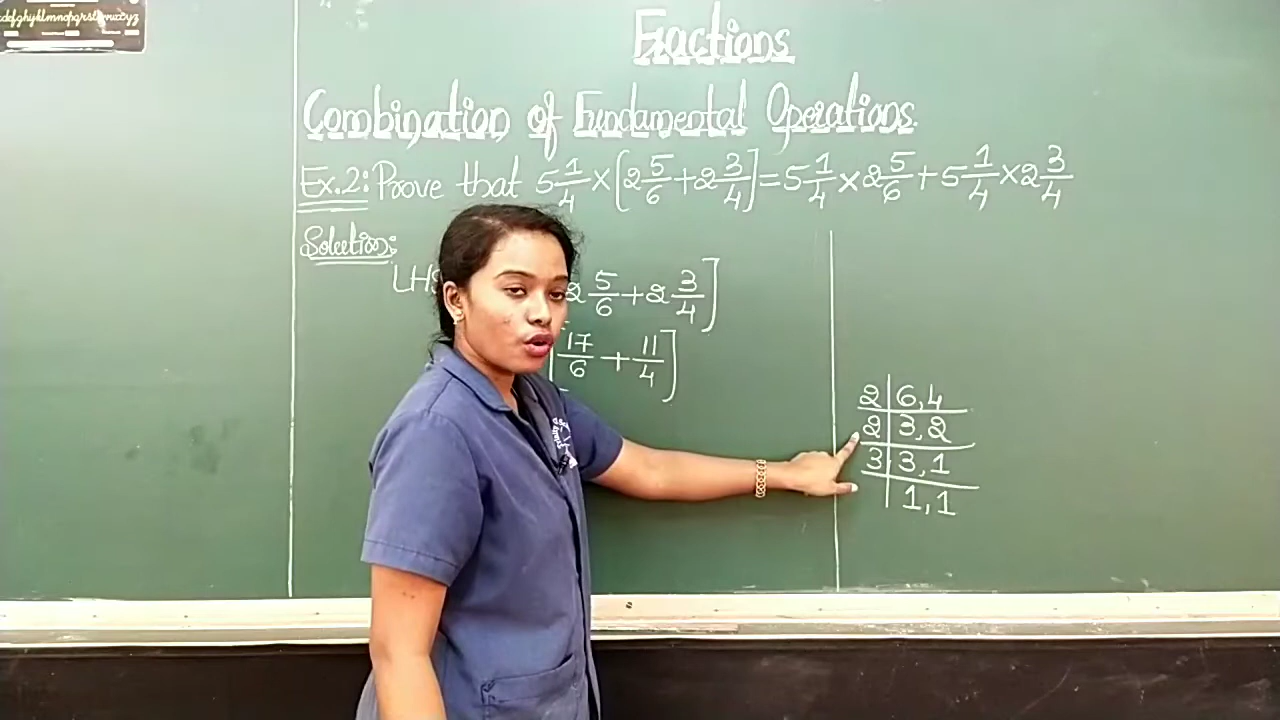 Fractions
Combination of Fundamental Operations.
Ex.2: Prove that 5 1/4 × [2 5/6 + 2 3/4] = 5 1/4 × 2 5/6 + 5 1/4 × 2 3/4
Solution:
2 5/6 + 2 3/4]
[17/6 + 11/4]
2 | 6, 4
2 | 3, 2
3 | 3, 1
| 1, 1